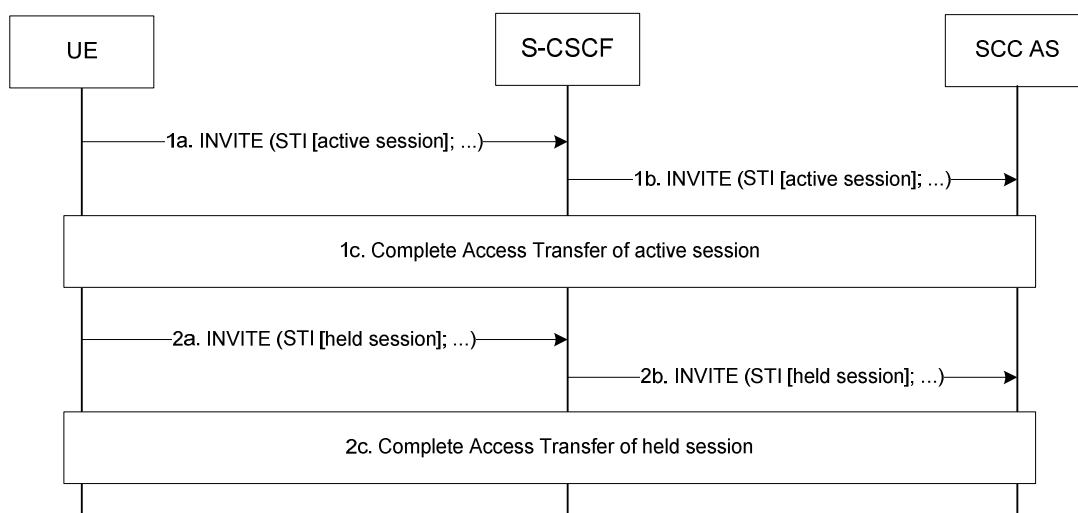 UE
S-CSCF
SCC AS
1a. INVITE (STI [active session]; ...)
1b. INVITE (STI [active session]; ...)
1c. Complete Access Transfer of active session
2a. INVITE (STI [held session]; ...)
2b. INVITE (STI [held session]; ...)
2c. Complete Access Transfer of held session